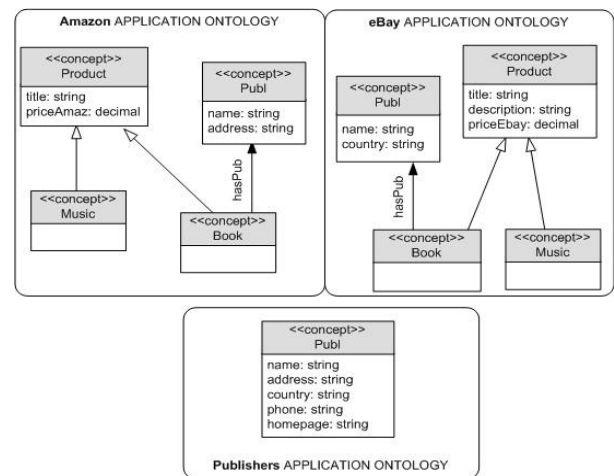 Amazon APPLICATION ONTOLOGY
<<concept>>
Product
title: string
priceAmaz: decimal
<<concept>>
Publ
name: string
address: string
hasPub
<<concept>>
Music
<<concept>>
Book
eBay APPLICATION ONTOLOGY
<<concept>>
Publ
name: string
country: string
<<concept>>
Product
title: string
description: string
priceEbay: decimal
hasPub
<<concept>>
Book
<<concept>>
Music
<<concept>>
Publ
name: string
address: string
country: string
phone: string
homepage: string
Publishers APPLICATION ONTOLOGY